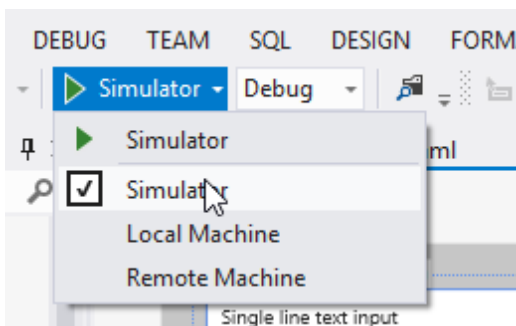 DEBUG TEAM SQL DESIGN FORM
Simulator Debug
Simulator
ml
Simulator
Local Machine
Remote Machine
Single line text input